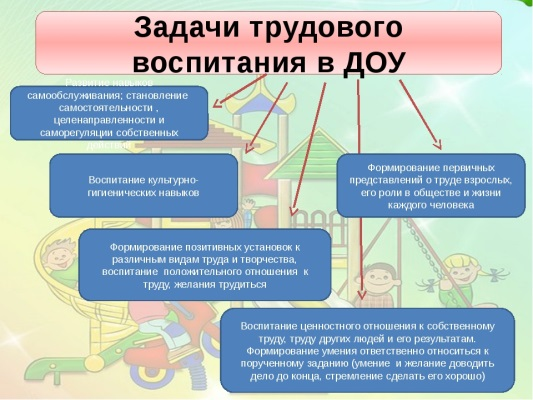 Задачи трудового
воспитания в ДОУ
Развитие навыков
самообслуживания; становление
самостоятельности ,
целенаправленности и
саморегуляции собственных
действий
Воспитание культурно-
гигиенических навыков
Формирование первичных
представлений о труде взрослых,
его роли в обществе и жизни
каждого человека
Формирование позитивных установок к
различным видам труда и творчества,
воспитание положительного отношения к
труду, желания трудиться
Воспитание ценностного отношения к собственному
труду, труду других людей и его результатам.
Формирование умения ответственно относиться к
порученному заданию (умение и желание доводить
дело до конца, стремление сделать его хорошо)